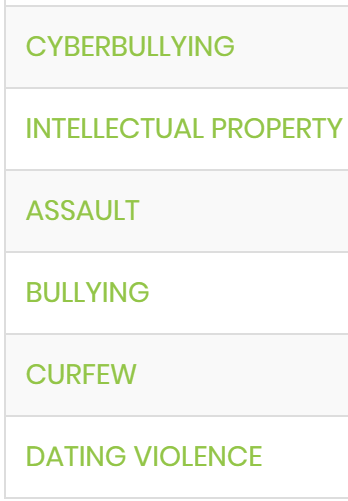 CYBERBULLYING
INTELLECTUAL PROPERTY
ASSAULT
BULLYING
CURFEW
DATING VIOLENCE